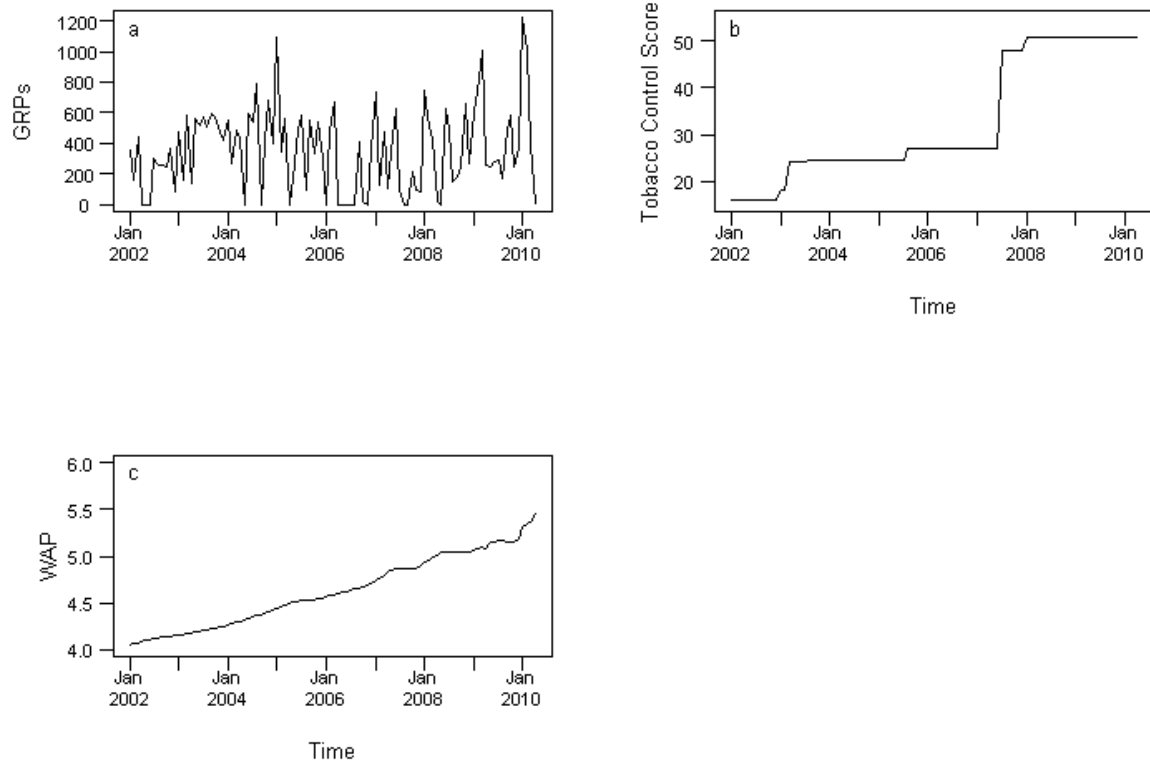 a
GRPs
1200
1000
800
600
400
200
0
Jan Jan Jan Jan Jan
2002 2004 2006 2008 2010
b
Tobacco Control Score
50
40
30
20
Jan Jan Jan Jan Jan
2002 2004 2006 2008 2010
Time
c
WAP
6.0
5.5
5.0
4.5
4.0
Jan Jan Jan Jan Jan
2002 2004 2006 2008 2010
Time